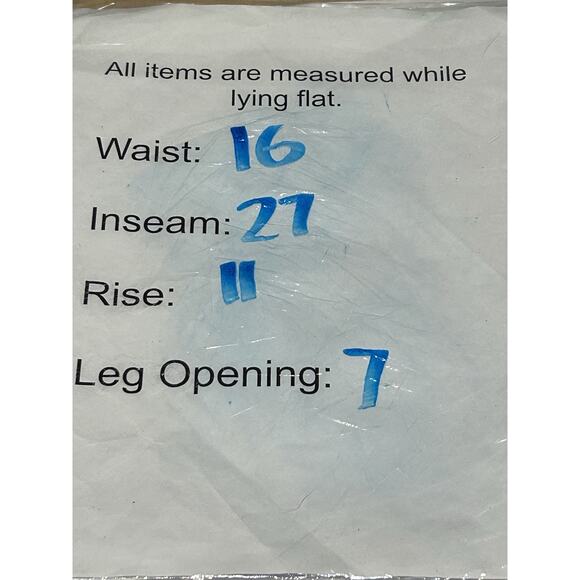 All items are measured while
lying flat.
Waist: 16
Inseam: 27
Rise: 11
Leg Opening: 7